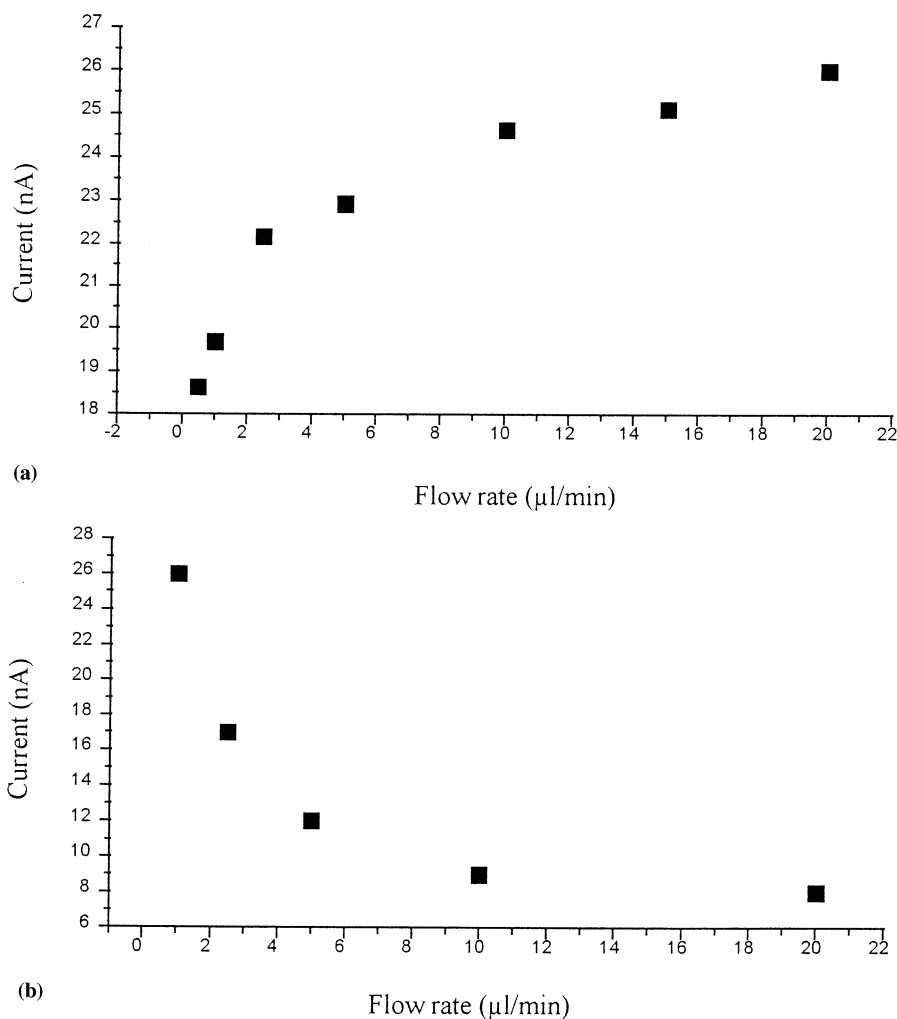 27
26
25
24
23
22
21
20
19
18
Current (nA)
-2 0 2 4 6 8 10 12 14 16 18 20 22
(a)
Flow rate (µl/min)
28
26
24
22
20
18
16
14
12
10
8
6
Current (nA)
0 2 4 6 8 10 12 14 16 18 20 22
(b)
Flow rate (µl/min)